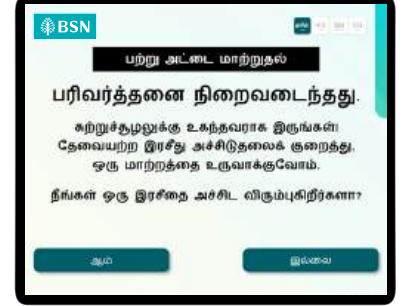 BSN
பற்று அட்டை மாற்றுதல்
பரிவர்த்தனை நிறைவடைந்தது.
சுற்றுச்சூழலுக்கு உகந்தவராக இருங்கள்!
தேவையற்ற இரசீது அச்சிடுதலைக் குறைத்து,
ஒரு மாற்றத்தை உருவாக்குவோம்.
நீங்கள் ஒரு இரசீதை அச்சிட விரும்புகிறீர்களா?
ஆம்
இல்லை